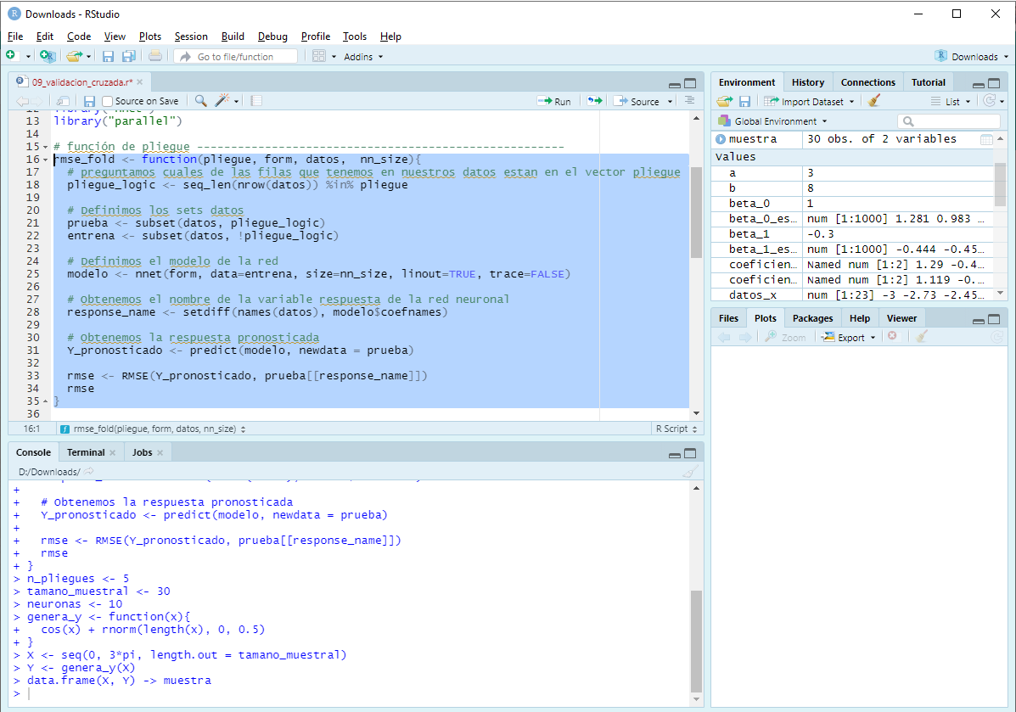 Downloads - RStudio
File Edit Code View Plots Session Build Debug Profile Tools Help
Go to file/function Addins Downloads
09_validacion_cruzada.r*
Source on Save Run Source
13 library("parallel")
14
15 # función de pliegue --------------------------------------------------------
16 rmse_fold <- function(pliegue, form, datos,  nn_size){
17 # preguntamos cuales de las filas que tenemos en nuestros datos estan en el vector pliegue
18 pliegue_logic <- seq_len(nrow(datos)) %in% pliegue
19
20 # Definimos los sets datos
21 prueba <- subset(datos, pliegue_logic)
22 entrena <- subset(datos, !pliegue_logic)
23
24 # Definimos el modelo de la red
25 modelo <- nnet(form, data=entrena, size=nn_size, linout=TRUE, trace=FALSE)
26
27 # Obtenemos el nombre de la variable respuesta de la red neuronal
28 response_name <- setdiff(names(datos), modelo$coefnames)
29
30 # Obtenemos la respuesta pronosticada
31 Y_pronosticado <- predict(modelo, newdata = prueba)
32
33 rmse <- RMSE(Y_pronosticado, prueba[[response_name]])
34 rmse
35 }
36
16:1 rmse_fold(pliegue, form, datos, nn_size) R Script
Console Terminal Jobs
D:/Downloads/
+
+ # Obtenemos la respuesta pronosticada
+ Y_pronosticado <- predict(modelo, newdata = prueba)
+
+ rmse <- RMSE(Y_pronosticado, prueba[[response_name]])
+ rmse
+ }
> n_pliegues <- 5
> tamano_muestral <- 30
> neuronas <- 10
> genera_y <- function(x){
+ cos(x) + rnorm(length(x), 0, 0.5)
+ }
> X <- seq(0, 3*pi, length.out = tamano_muestral)
> Y <- genera_y(X)
> data.frame(X, Y) -> muestra
>
Environment History Connections Tutorial
Import Dataset List
Global Environment
muestra 30 obs. of 2 variables
Values
a 3
b 8
beta_0 1
beta_0_es… num [1:1000] 1.281 0.983 …
beta_1 -0.3
beta_1_es… num [1:1000] -0.444 -0.45…
coeficien… Named num [1:2] 1.29 -0.4…
coeficien… Named num [1:2] 1.119 -0.…
datos_x num [1:23] -3 -2.73 -2.45…
Files Plots Packages Help Viewer
Zoom Export